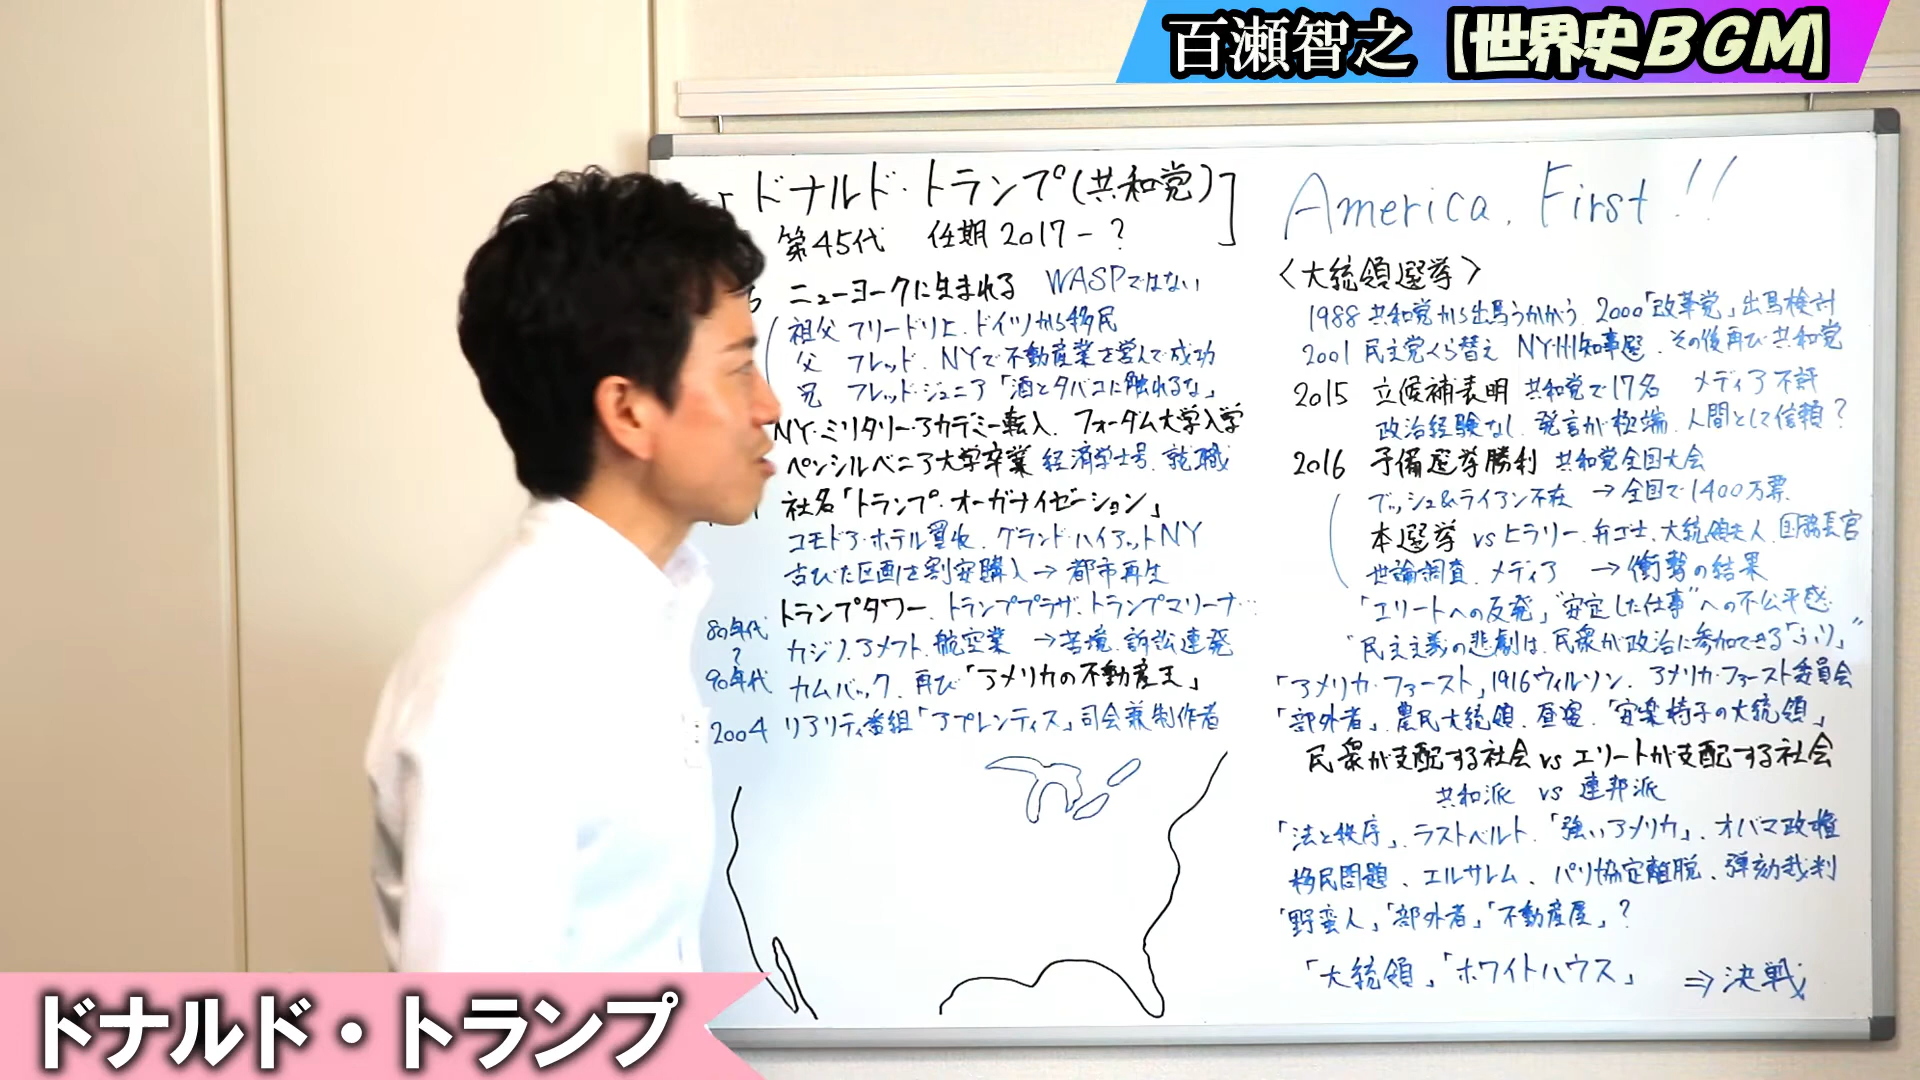 百瀬智之【世界史BGM】
ドナルド・トランプ(共和党)]
第45代 任期2017-?
ニューヨークに生まれる WASPではない
祖父 フリードリヒ.ドイツから移民
父 フレッド.NYで不動産業を営んで成功
兄 フレッド・ジュニア「酒とタバコに触れるな」
NY・ミリタリー・アカデミー転入.フォーダム大学入学
ペンシルベニア大学卒業 経済学士号.就職
社名「トランプ・オーガナイゼーション」
コモドア・ホテル買収.グランド・ハイアットNY
古びた区画を割安購入→都市再生
トランプタワー.トランププラザ.トランプマリーナ…
80年代
カジノ.アメフト.航空業 →苦境.訴訟連発
90年代 カムバック.再び「アメリカの不動産王」
2004 リアリティ番組「アプレンティス」司会兼制作者
America First!!
〈大統領選挙〉
1988 共和党から出馬うかがう.2000「改革党」出馬検討
2001 民主党くら替え NY州知事選.その後再び共和党
2015 立候補表明 共和党で17名 メディア不評
政治経験なし.発言が極端.人間として信頼?
2016 予備選挙勝利 共和党全国大会
ブッシュ&ライアン不在 →全国で1400万票.
本選挙 vsヒラリー.弁護士.大統領夫人.国務長官
世論調査.メディア →衝撃の結果
「エリートへの反発」"安定した仕事"への不公平感.
"民主主義の悲劇は.民衆が政治に参加できる「ふり」"
「アメリカ・ファースト」1916ウィルソン.アメリカ・ファースト委員会
「部外者」.農民大統領.昼寝.「安楽椅子の大統領」
民衆が支配する社会vsエリートが支配する社会
共和派 vs 連邦派
「法と秩序」.ラストベルト.「強いアメリカ」.オバマ政権
移民問題、エルサレム、パリ協定離脱.弾劾裁判
「野蛮人」「部外者」「不動産屋」?
「大統領」「ホワイトハウス」 ⇒決戦
ドナルド・トランプ